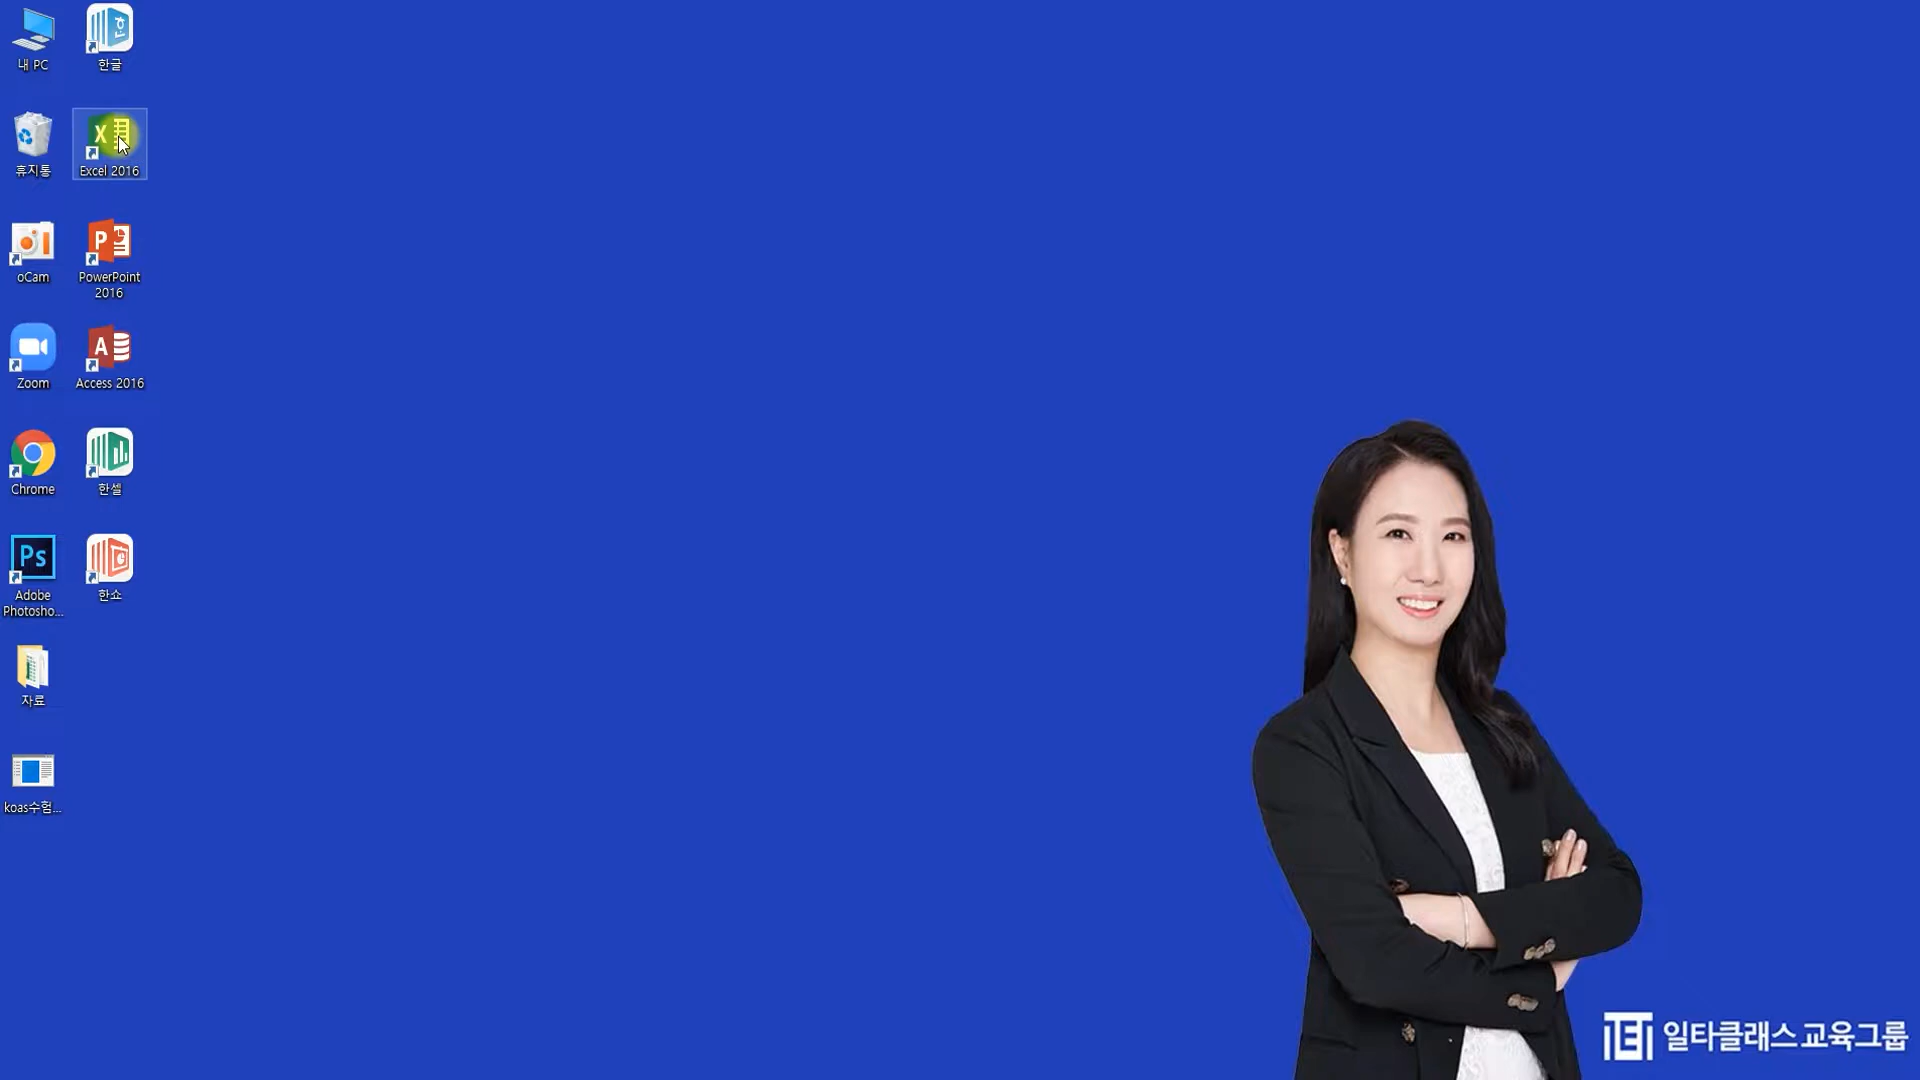 내 PC
한글
휴지통
Excel 2016
oCam
PowerPoint
2016
Zoom
Access 2016
Chrome
한셀
Ps
Adobe
Photosho...
한쇼
자료
koas수험...
일타클래스 교육그룹